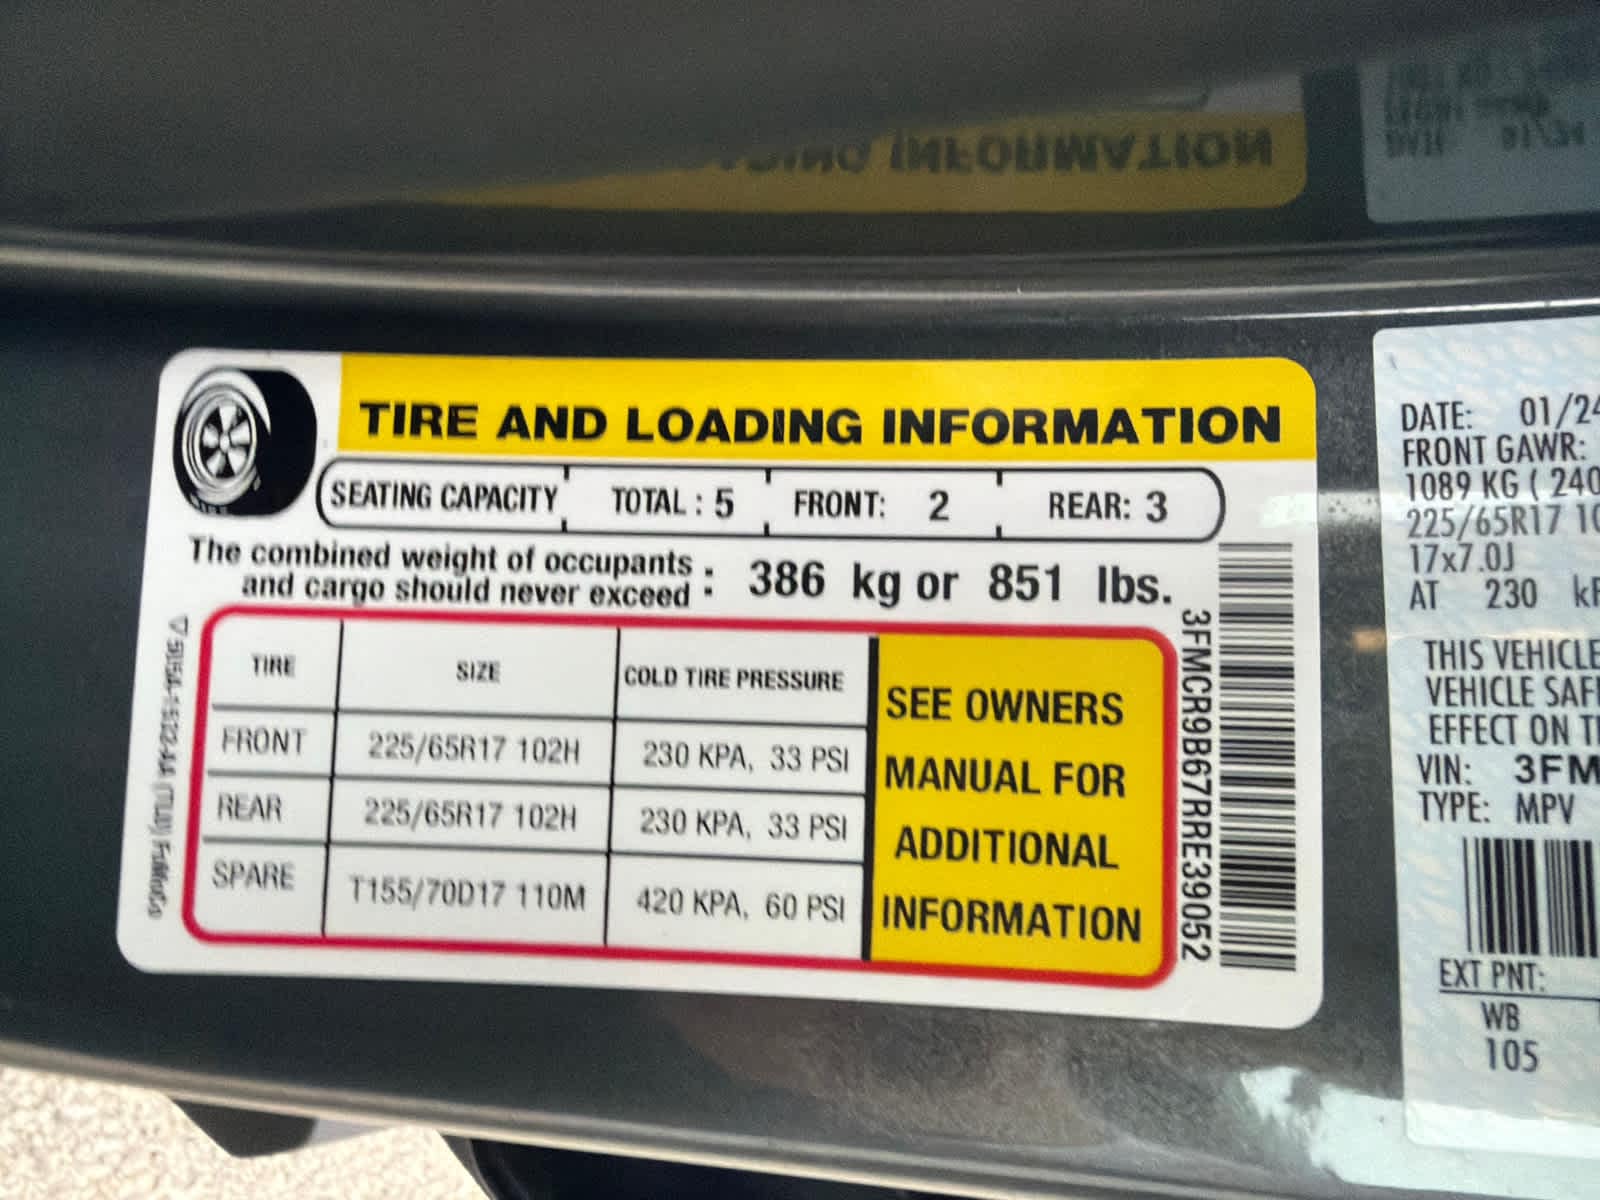 TIRE AND LOADING INFORMATION
SEATING CAPACITY TOTAL : 5 FRONT: 2 REAR: 3
The combined weight of occupants
and cargo should never exceed : 386 kg or 851 lbs.
TIRE SIZE COLD TIRE PRESSURE
FRONT 225/65R17 102H 230 KPA, 33 PSI
REAR 225/65R17 102H 230 KPA, 33 PSI
SPARE T155/70D17 110M 420 KPA, 60 PSI
SEE OWNERS
MANUAL FOR
ADDITIONAL
INFORMATION
3FMCR9B67RRE39052
DATE: 01/24
FRONT GAWR:
1089 KG ( 240
225/65R17 10
17x7.0J
AT 230 kP
THIS VEHICLE
VEHICLE SAF
EFFECT ON
VIN: 3FM
TYPE: MPV
EXT PNT:
WB
105